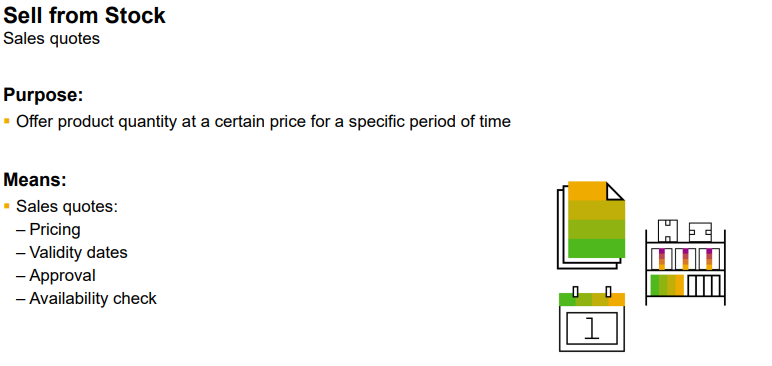 Sell from Stock
Sales quotes
Purpose:
Offer product quantity at a certain price for a specific period of time
Means:
Sales quotes:
– Pricing
– Validity dates
– Approval
– Availability check
1